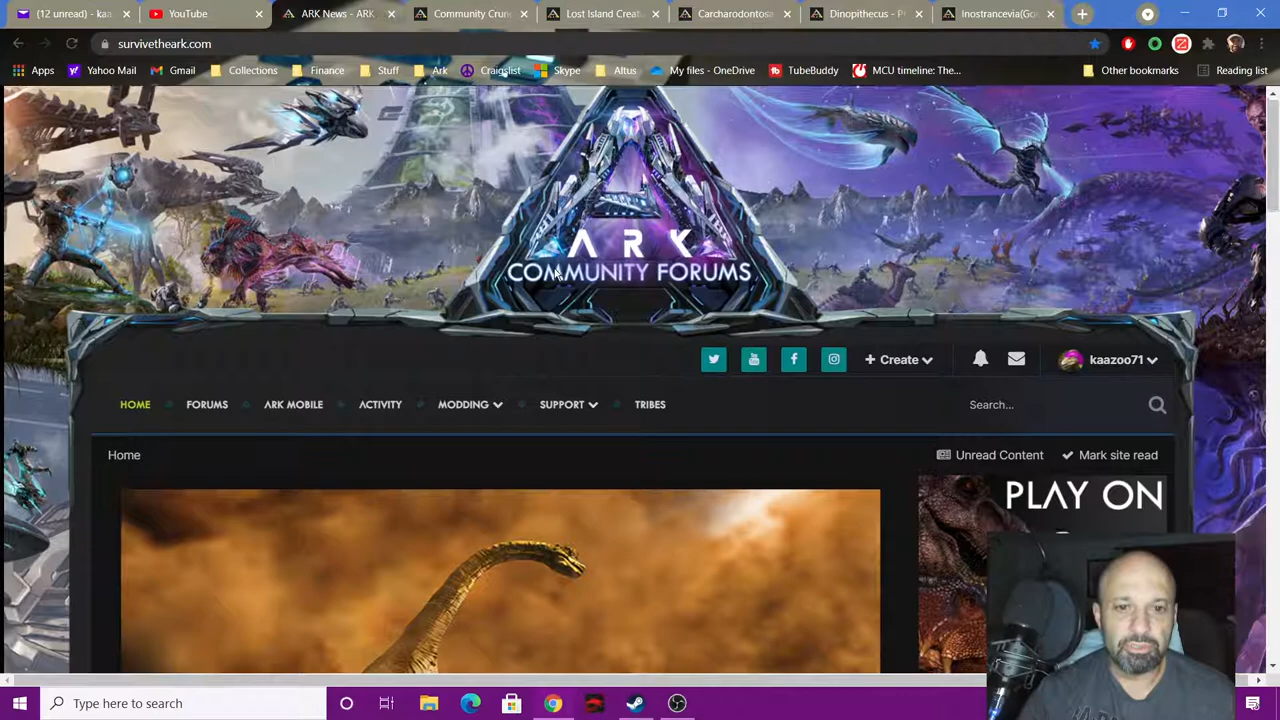 (12 unread) - kaa
YouTube
ARK News - ARK
Community Crun
Lost Island Creatu
Carcharodontosa
Dinopithecus - P
Inostrancevia(Go
survivetheark.com
Apps
Yahoo Mail
Gmail
Collections
Finance
Stuff
Ark
Craigslist
Skype
Altus
My files - OneDrive
TubeBuddy
MCU timeline: The...
Other bookmarks
Reading list
ARK
COMMUNITY FORUMS
+ Create
kaazoo71
HOME
FORUMS
ARK MOBILE
ACTIVITY
MODDING
SUPPORT
TRIBES
Search...
Home
Unread Content
Mark site read
PLAY ON
Type here to search